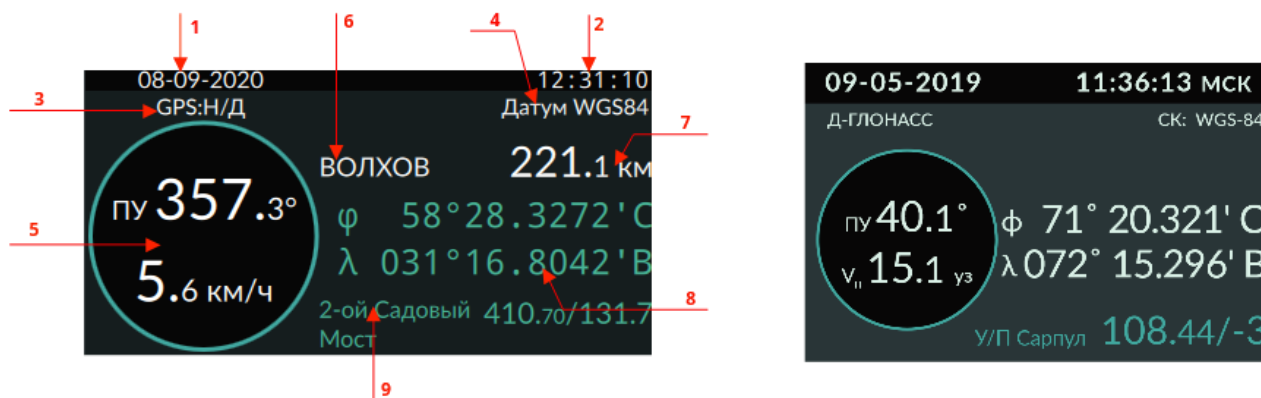 1
6
4
2
08-09-2020 12:31:10
3
GPS:Н/Д Датум WGS84
7
ВОЛХОВ 221.1 км
ПУ 357.3°
φ 58°28.3272'С
5
λ 031°16.8042'В
5.6 км/ч
8
2-ой Садовый 410.70/131.7
Мост
9
09-05-2019 11:36:13 МСК
Д-ГЛОНАСС СК: WGS-84
ПУ 40.1° ф 71° 20.321' С
Vп 15.1 уз λ 072° 15.296' В
У/П Сарпул 108.44/-3